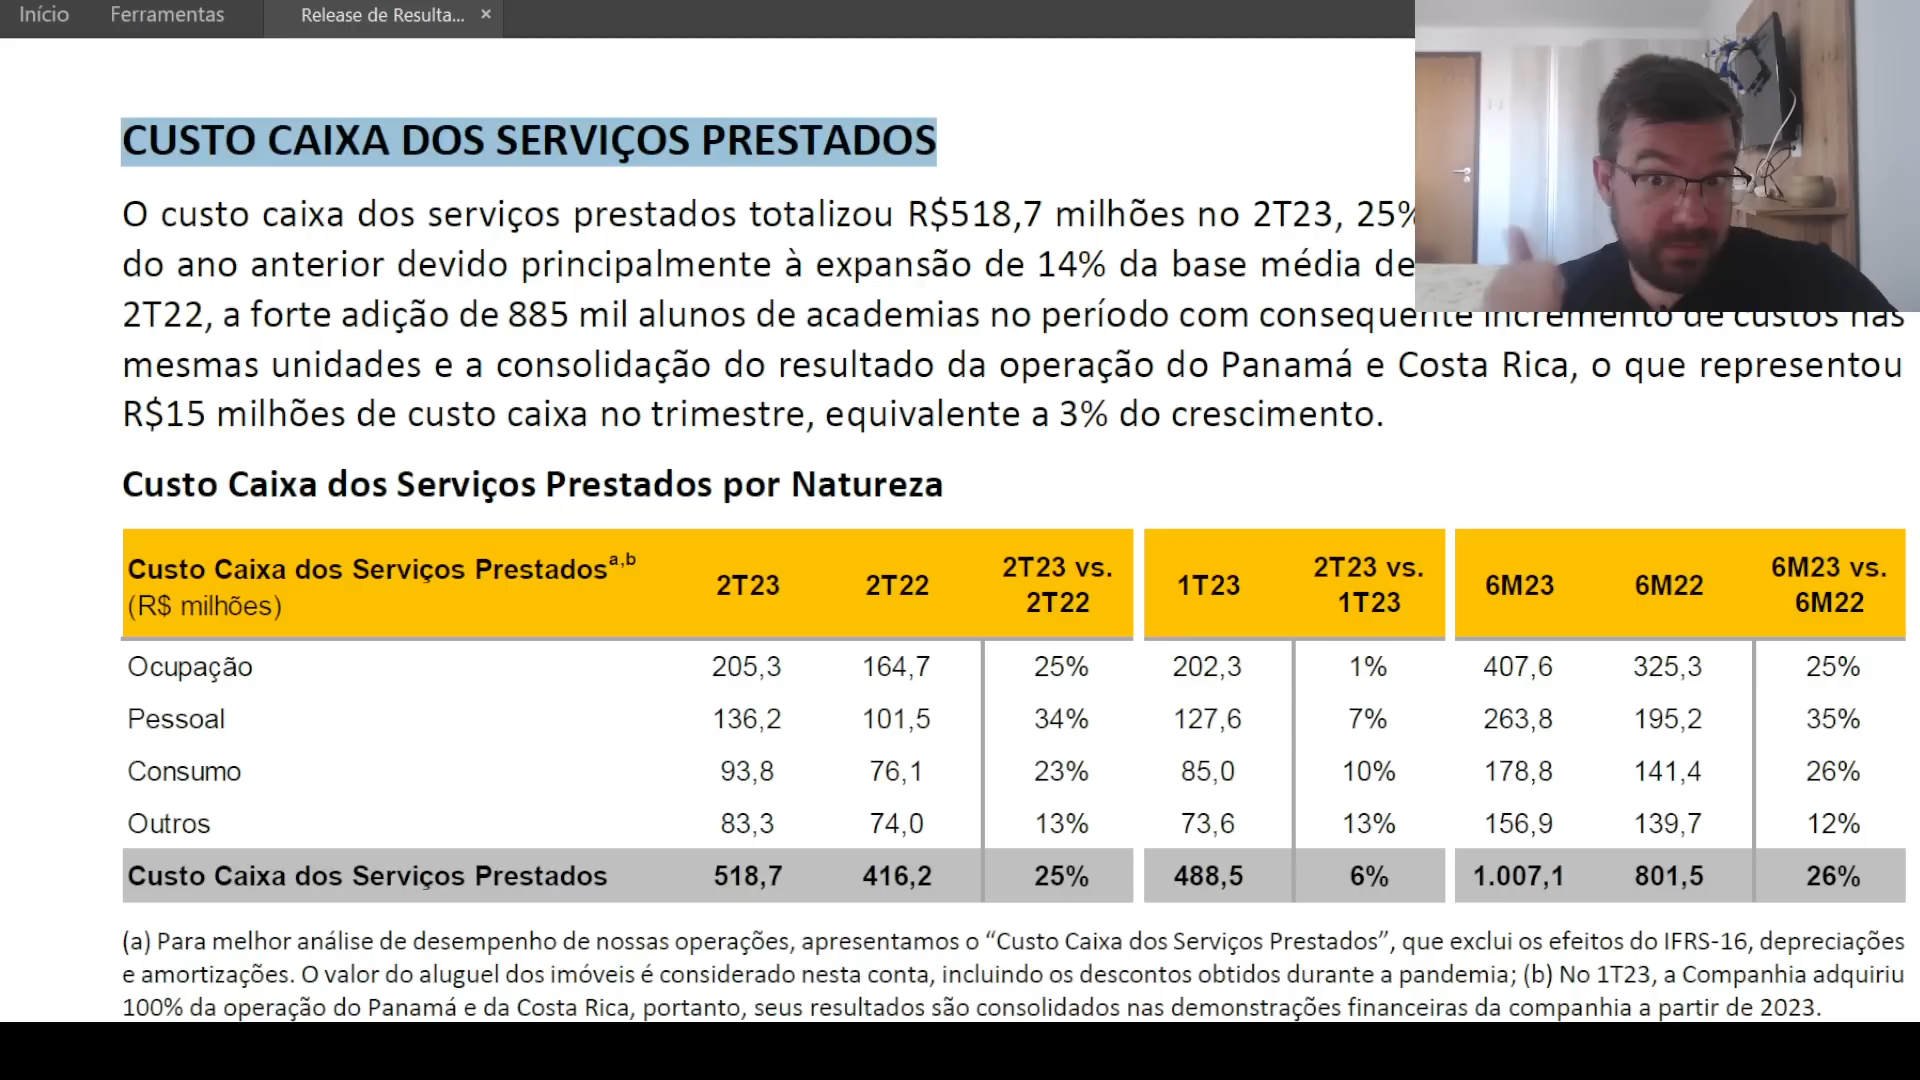 Início Ferramentas Release de Resulta... ×
CUSTO CAIXA DOS SERVIÇOS PRESTADOS
O custo caixa dos serviços prestados totalizou R$518,7 milhões no 2T23, 25%
do ano anterior devido principalmente à expansão de 14% da base média de
2T22, a forte adição de 885 mil alunos de academias no período com consequente incremento de custos nas
mesmas unidades e a consolidação do resultado da operação do Panamá e Costa Rica, o que representou
R$15 milhões de custo caixa no trimestre, equivalente a 3% do crescimento.
Custo Caixa dos Serviços Prestados por Natureza
Custo Caixa dos Serviços Prestados a,b (R$ milhões) 2T23 2T22 2T23 vs. 2T22 1T23 2T23 vs. 1T23 6M23 6M22 6M23 vs. 6M22
Ocupação 205,3 164,7 25% 202,3 1% 407,6 325,3 25%
Pessoal 136,2 101,5 34% 127,6 7% 263,8 195,2 35%
Consumo 93,8 76,1 23% 85,0 10% 178,8 141,4 26%
Outros 83,3 74,0 13% 73,6 13% 156,9 139,7 12%
Custo Caixa dos Serviços Prestados 518,7 416,2 25% 488,5 6% 1.007,1 801,5 26%
(a) Para melhor análise de desempenho de nossas operações, apresentamos o “Custo Caixa dos Serviços Prestados”, que exclui os efeitos do IFRS-16, depreciações
e amortizações. O valor do aluguel dos imóveis é considerado nesta conta, incluindo os descontos obtidos durante a pandemia; (b) No 1T23, a Companhia adquiriu
100% da operação do Panamá e da Costa Rica, portanto, seus resultados são consolidados nas demonstrações financeiras da companhia a partir de 2023.